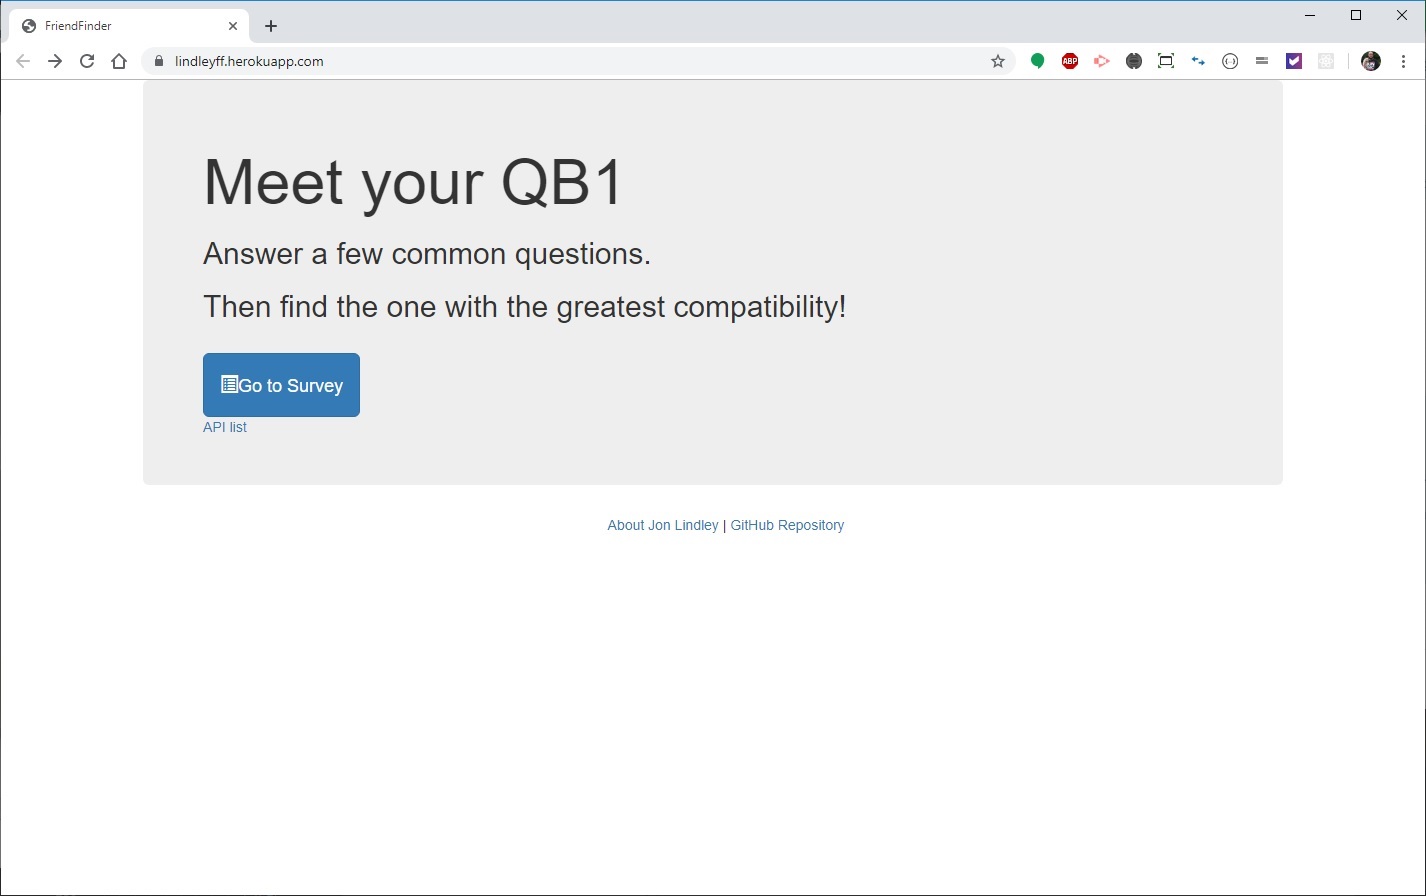 FriendFinder
lindleyff.herokuapp.com
ABP
Meet your QB1
Answer a few common questions.
Then find the one with the greatest compatibility!
Go to Survey
API list
About Jon Lindley | GitHub Repository